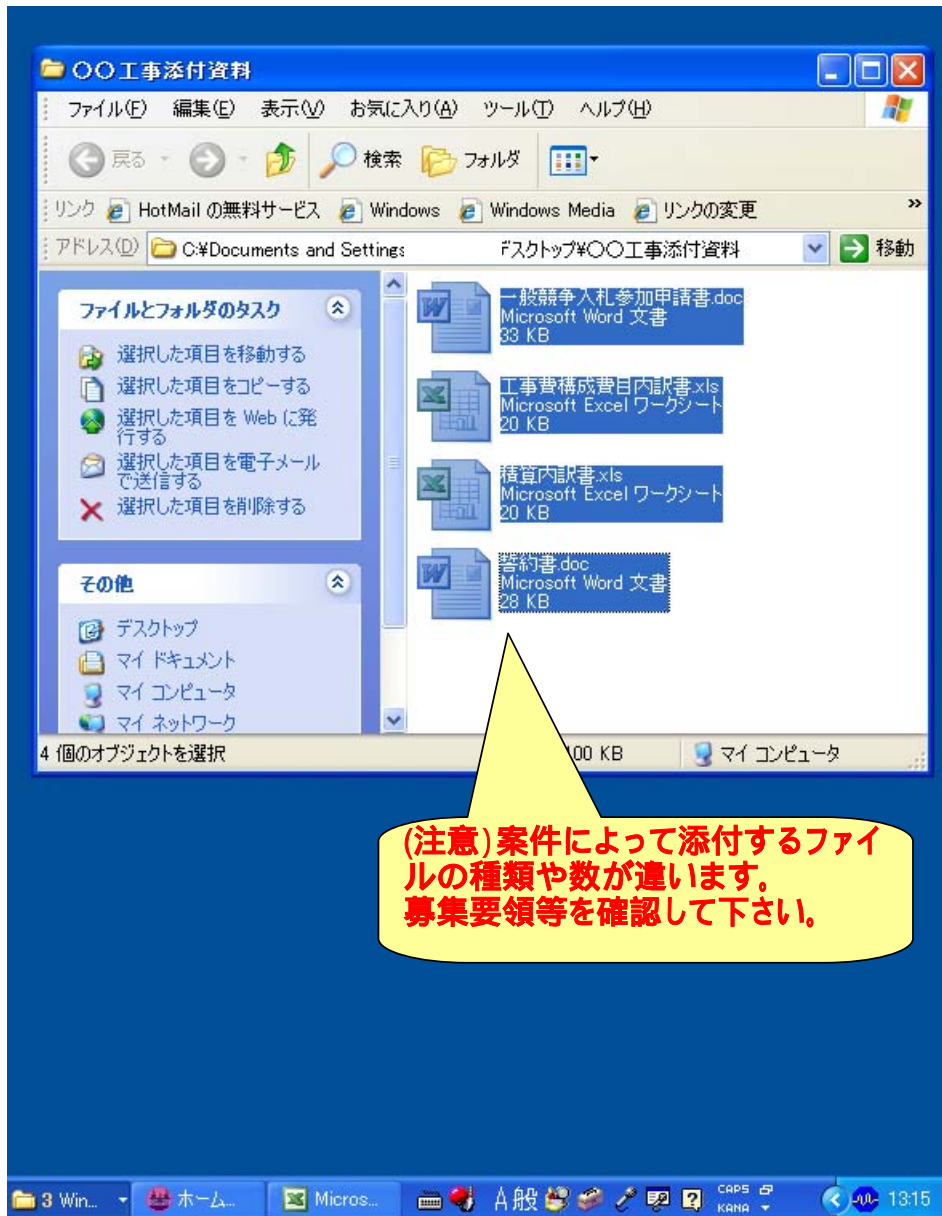 〇〇工事添付資料
ファイル(F) 編集(E) 表示(V) お気に入り(A) ツール(T) ヘルプ(H)
戻る 検索 フォルダ
リンク HotMail の無料サービス Windows Windows Media リンクの変更 »
アドレス(D) C:¥Documents and Settings デスクトップ¥〇〇工事添付資料 移動
ファイルとフォルダのタスク
選択した項目を移動する
選択した項目をコピーする
選択した項目を Web に発
行する
選択した項目を電子メール
で送信する
選択した項目を削除する
その他
デスクトップ
マイ ドキュメント
マイ コンピュータ
マイ ネットワーク
一般競争入札参加申請書.doc
Microsoft Word 文書
33 KB
工事費構成費目内訳書.xls
Microsoft Excel ワークシート
20 KB
積算内訳書.xls
Microsoft Excel ワークシート
20 KB
誓約書.doc
Microsoft Word 文書
28 KB
4 個のオブジェクトを選択 100 KB マイ コンピュータ
(注意)案件によって添付するファイ
ルの種類や数が違います。
募集要領等を確認して下さい。
3 Win... ホーム... Micros... A 般 CAPS KANA 13:15